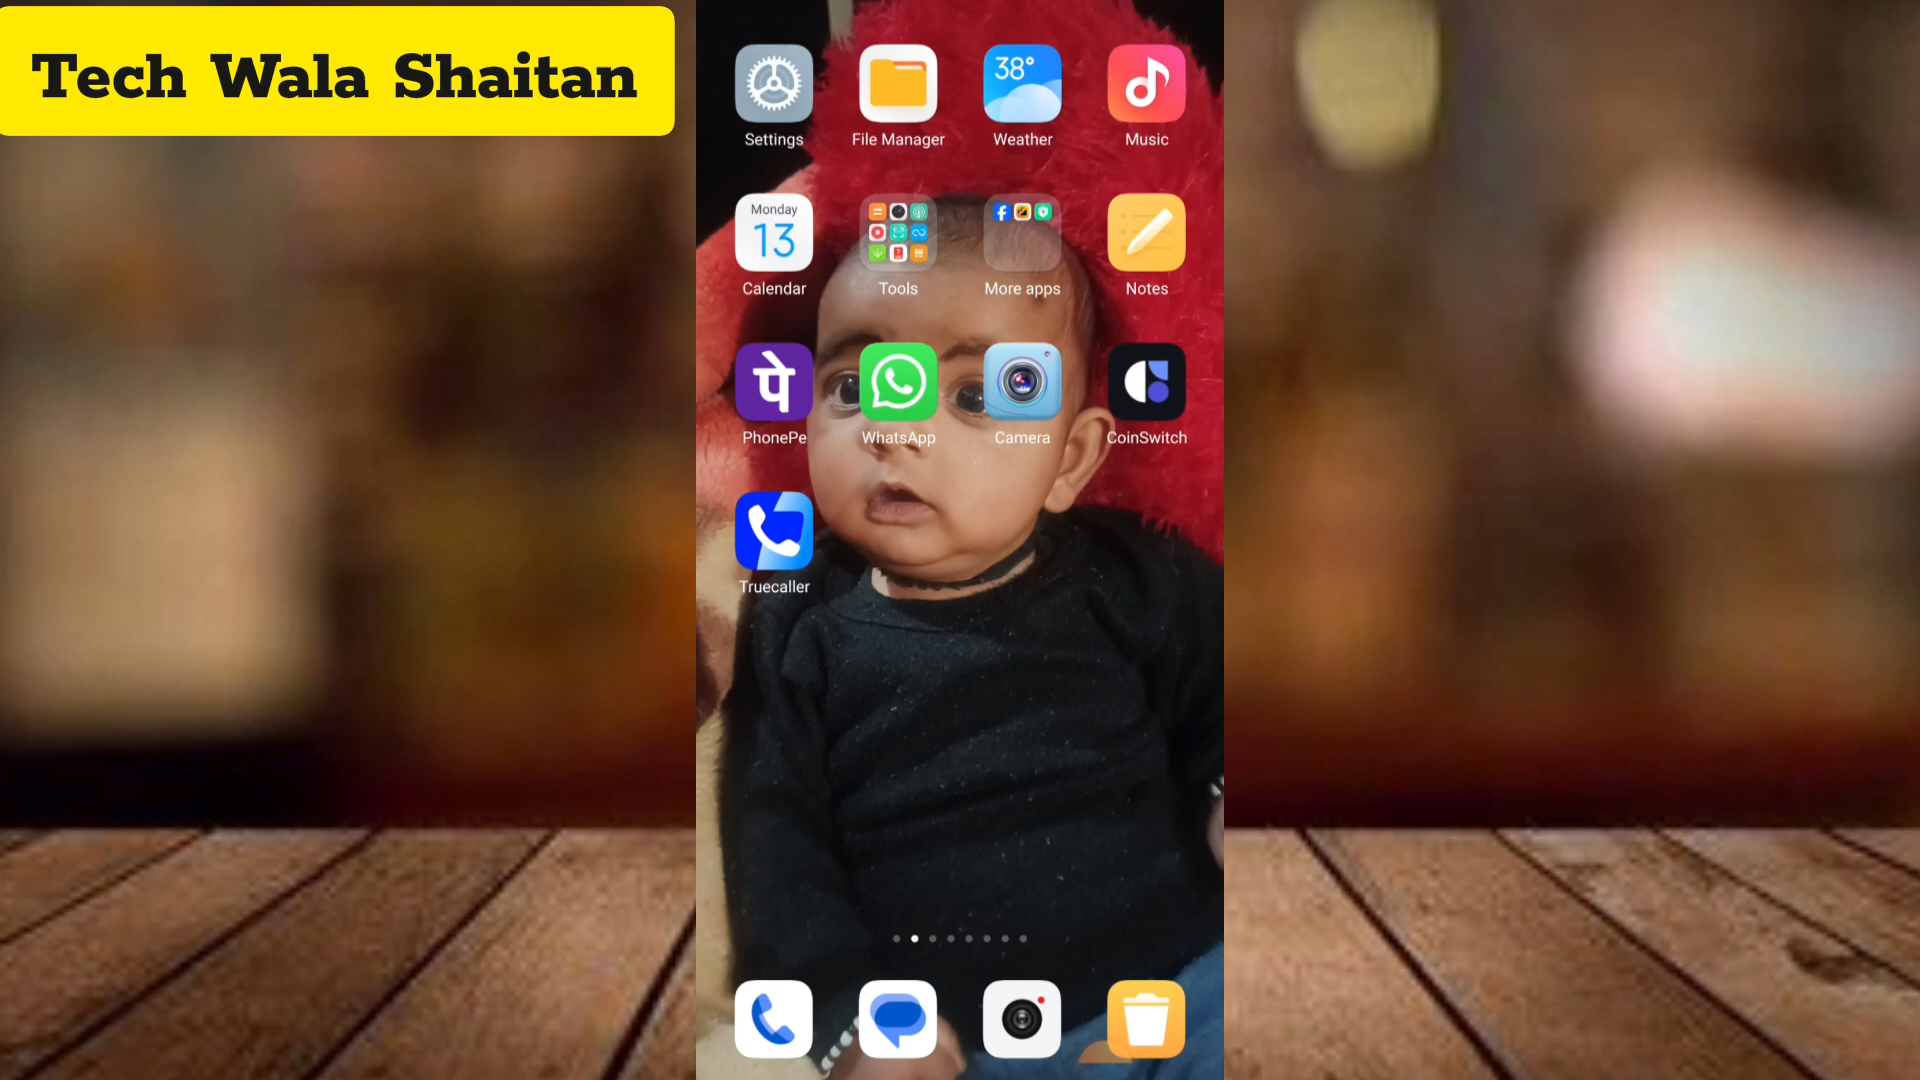 Tech Wala Shaitan
38°
Settings
File Manager
Weather
Music
Monday
13
Calendar
Tools
More apps
Notes
पे
PhonePe
WhatsApp
Camera
CoinSwitch
Truecaller